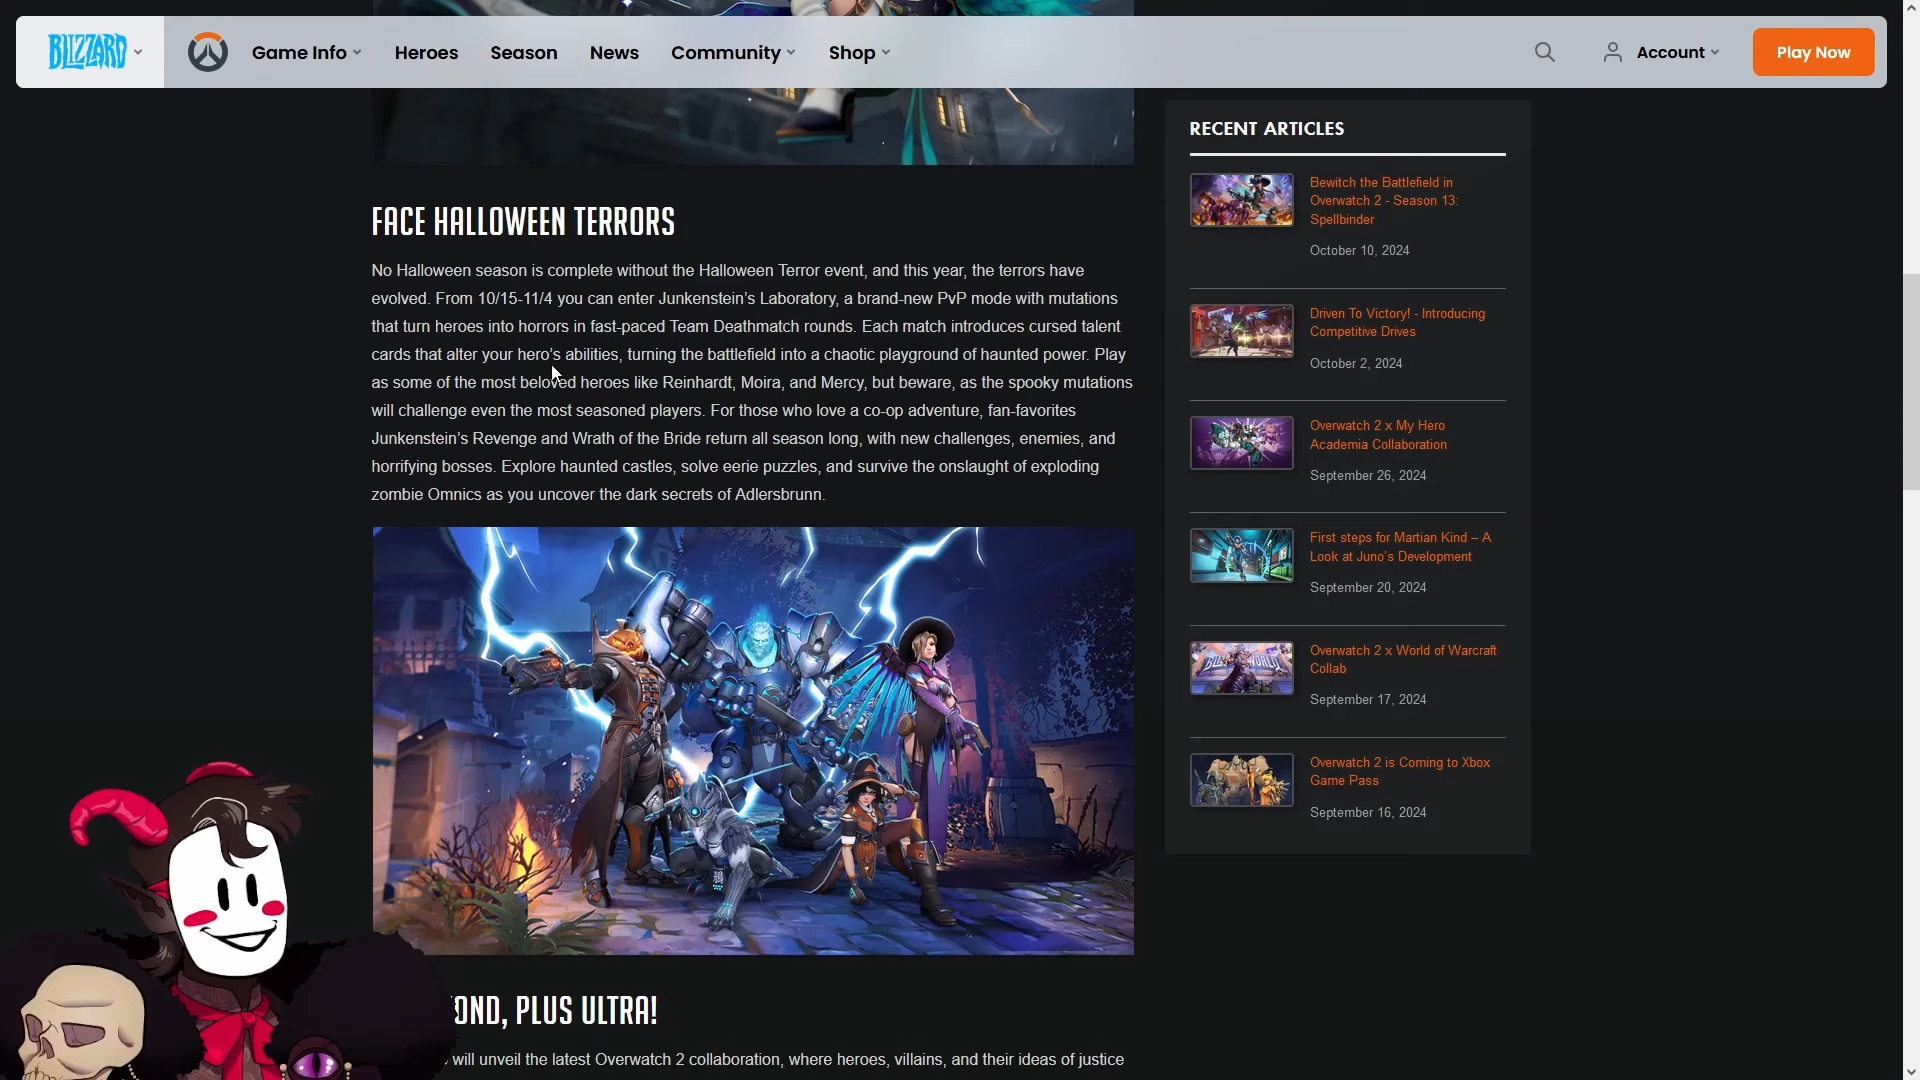 BLIZZARD
Game Info
Heroes
Season
News
Community
Shop
Account
Play Now
FACE HALLOWEEN TERRORS
No Halloween season is complete without the Halloween Terror event, and this year, the terrors have
evolved. From 10/15-11/4 you can enter Junkenstein’s Laboratory, a brand-new PvP mode with mutations
that turn heroes into horrors in fast-paced Team Deathmatch rounds. Each match introduces cursed talent
cards that alter your hero’s abilities, turning the battlefield into a chaotic playground of haunted power. Play
as some of the most beloved heroes like Reinhardt, Moira, and Mercy, but beware, as the spooky mutations
will challenge even the most seasoned players. For those who love a co-op adventure, fan-favorites
Junkenstein’s Revenge and Wrath of the Bride return all season long, with new challenges, enemies, and
horrifying bosses. Explore haunted castles, solve eerie puzzles, and survive the onslaught of exploding
zombie Omnics as you uncover the dark secrets of Adlersbrunn.
OND, PLUS ULTRA!
will unveil the latest Overwatch 2 collaboration, where heroes, villains, and their ideas of justice
RECENT ARTICLES
Bewitch the Battlefield in
Overwatch 2 - Season 13:
Spellbinder
October 10, 2024
Driven To Victory! - Introducing
Competitive Drives
October 2, 2024
Overwatch 2 x My Hero
Academia Collaboration
September 26, 2024
First steps for Martian Kind – A
Look at Juno’s Development
September 20, 2024
Overwatch 2 x World of Warcraft
Collab
September 17, 2024
Overwatch 2 is Coming to Xbox
Game Pass
September 16, 2024